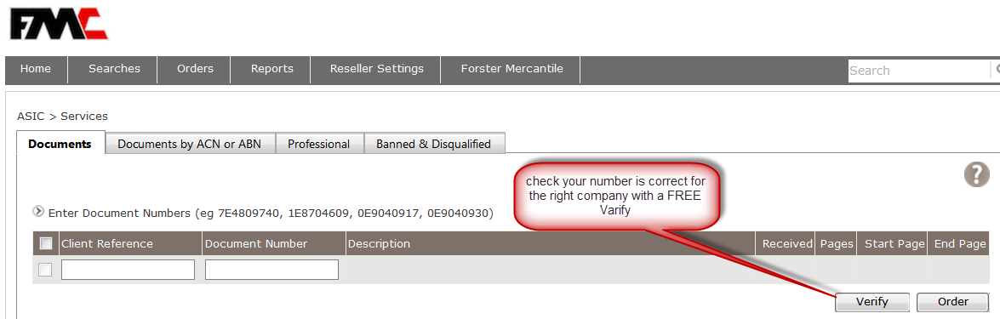 FMC
Home Searches Orders Reports Reseller Settings Forster Mercantile Search
ASIC > Services
Documents Documents by ACN or ABN Professional Banned & Disqualified
?
check your number is correct for
the right company with a FREE
Varify
Enter Document Numbers (eg 7E4809740, 1E8704609, 0E9040917, 0E9040930)
Client Reference Document Number Description Received Pages Start Page End Page
Verify Order